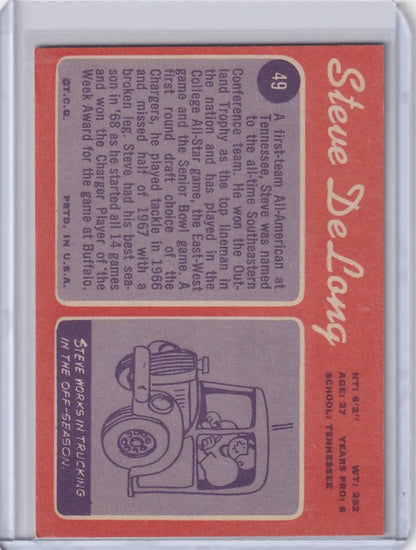 Steve DeLong
HT: 6'2" WT: 252
AGE: 27 YEARS PRO: 6
SCHOOL: TENNESSEE
49
A first-team All-American at
Tennessee, Steve was named
to the all-time Southeastern
Conference team. He won the Out-
land Trophy as the top lineman in
the nation and has played in the
College All-Star game, the East-West
game and the Senior Bowl game. A
first round draft choice of the
Chargers, he played tackle in 1966
and missed half of 1967 with a
broken leg. Steve had his best sea-
son in '68 as he started all 14 games
and won the Charger Player of the
Week Award for the game at Buffalo.
©T.C.G. PRTD. IN U.S.A.
STEVE WORKS IN TRUCKING
IN THE OFF-SEASON.